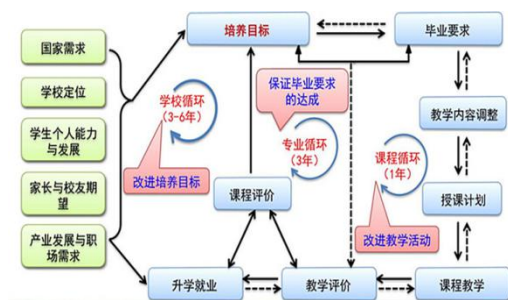 国家需求
学校定位
学生个人能力
与发展
家长与校友期
望
产业发展与职
场需求
培养目标
毕业要求
学校循环
(3-6年)
改进培养目标
保证毕业要求
的达成
专业循环
(3年)
课程循环
(1年)
改进教学活动
教学内容调整
授课计划
课程评价
升学就业
教学评价
课程教学